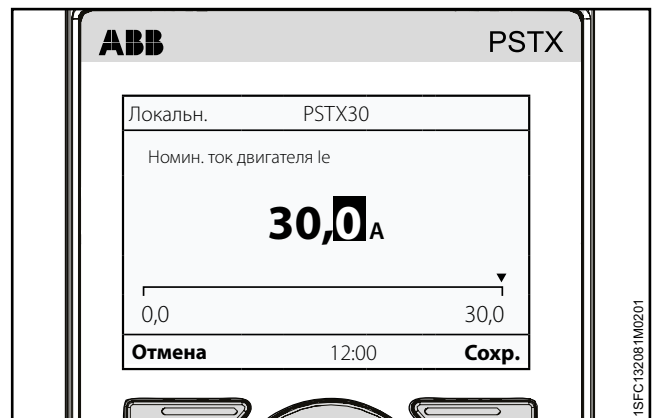 ABB PSTX
Локальн. PSTX30
Номин. ток двигателя Ie
30,0 A
0,0 30,0
Отмена 12:00 Сохр.
1SFC132081M0201